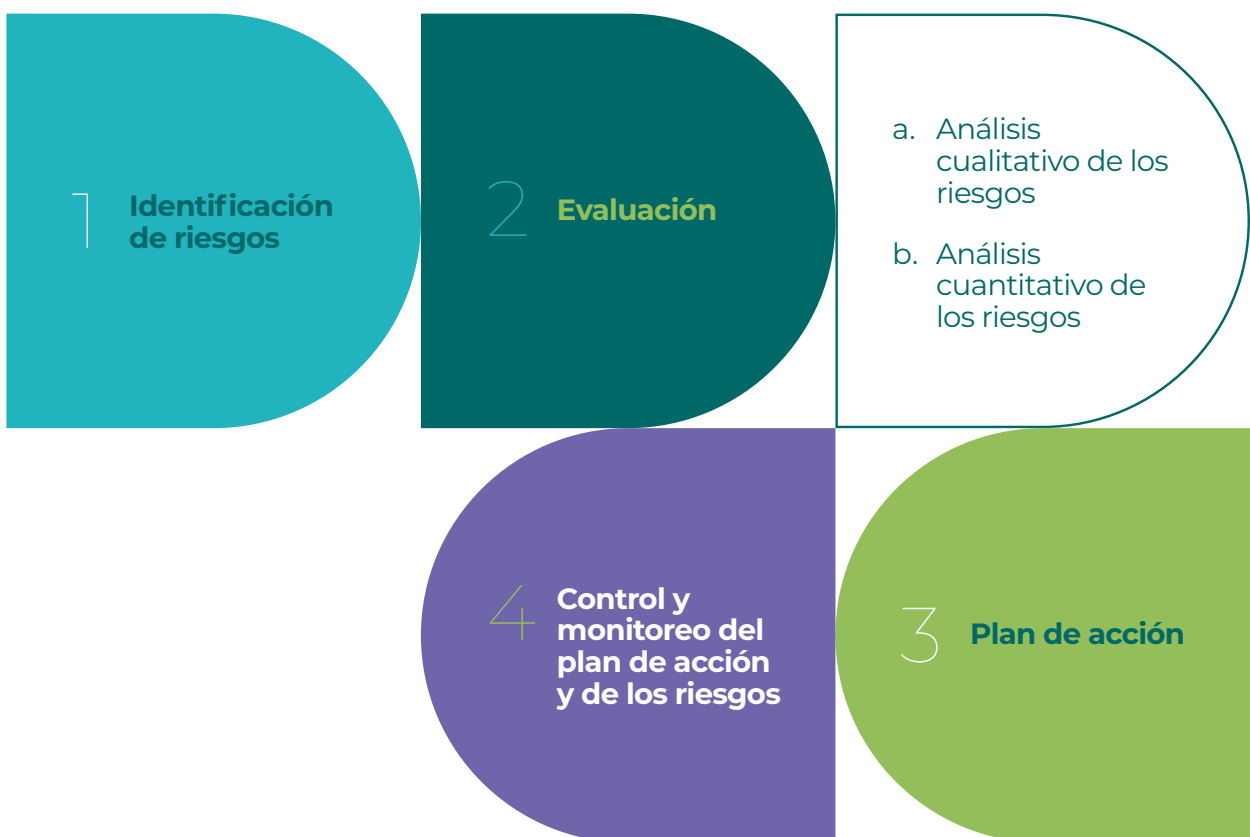 1 Identificación
de riesgos
2 Evaluación
a. Análisis
cualitativo de los
riesgos
b. Análisis
cuantitativo de
los riesgos
3 Plan de acción
4 Control y
monitoreo del
plan de acción
y de los riesgos